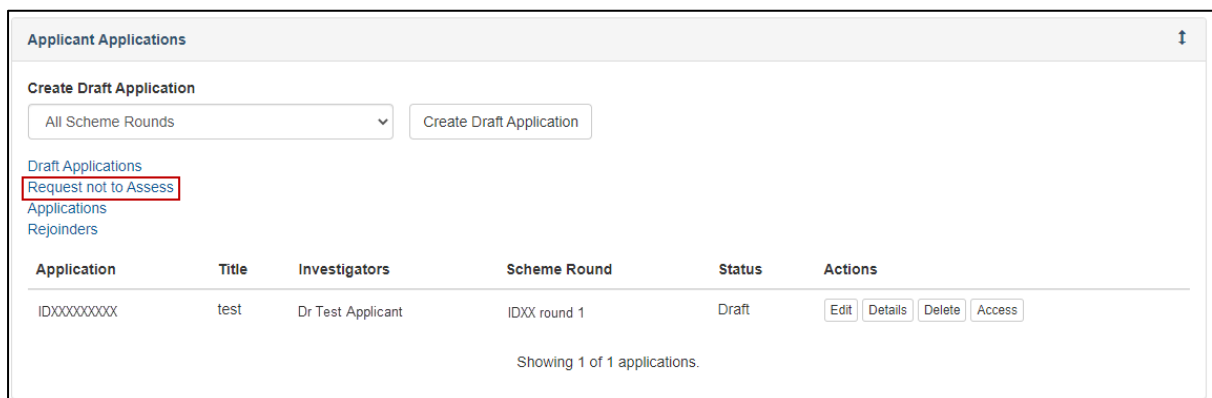 Applicant Applications
Create Draft Application
All Scheme Rounds Create Draft Application
Draft Applications
Request not to Assess
Applications
Rejoinders
Application Title Investigators Scheme Round Status Actions
IDXXXXXXXXX test Dr Test Applicant IDXX round 1 Draft Edit Details Delete Access
Showing 1 of 1 applications.